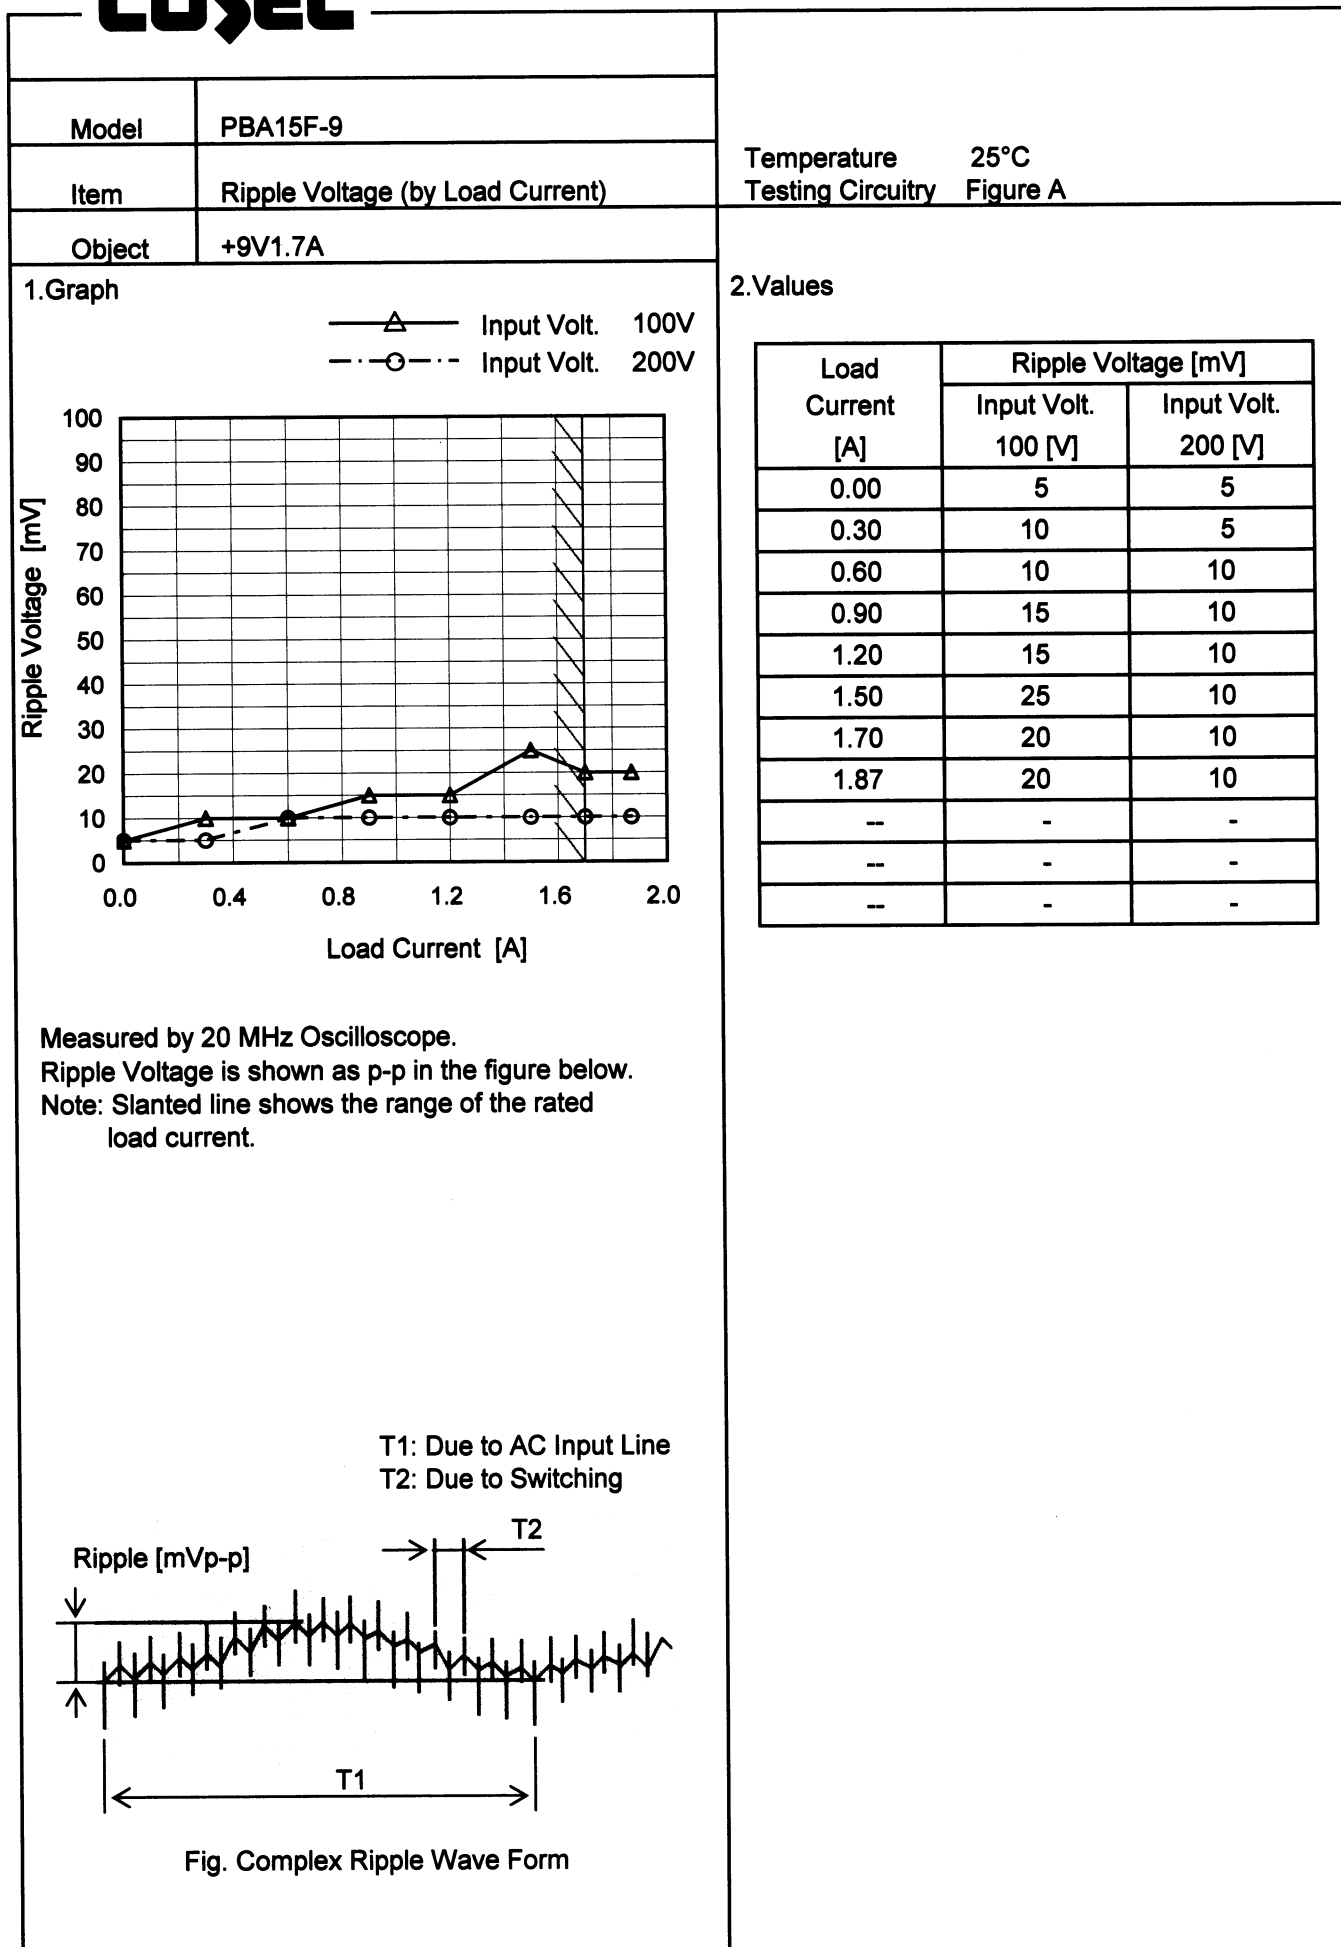 COSEL
Model PBA15F-9
Item Ripple Voltage (by Load Current)
Object +9V1.7A
Temperature 25°C
Testing Circuitry Figure A
1.Graph
Input Volt. 100V
Input Volt. 200V
Ripple Voltage [mV]
100
90
80
70
60
50
40
30
20
10
0
0.0 0.4 0.8 1.2 1.6 2.0
Load Current [A]
Measured by 20 MHz Oscilloscope.
Ripple Voltage is shown as p-p in the figure below.
Note: Slanted line shows the range of the rated
load current.
T1: Due to AC Input Line
T2: Due to Switching
T2
Ripple [mVp-p]
T1
Fig. Complex Ripple Wave Form
2.Values
Load Ripple Voltage [mV]
Current Input Volt. Input Volt.
[A] 100 [V] 200 [V]
0.00 5 5
0.30 10 5
0.60 10 10
0.90 15 10
1.20 15 10
1.50 25 10
1.70 20 10
1.87 20 10
-- - -
-- - -
-- - -